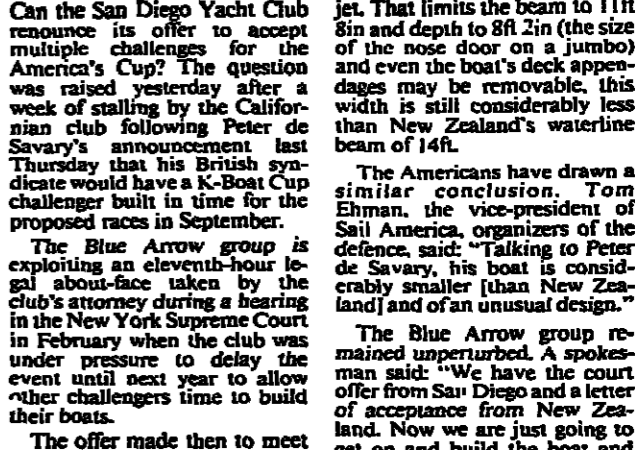 Can the San Diego Yacht Club
renounce its offer to accept
multiple challenges for the
America's Cup? The question
was raised yesterday after a
week of stalling by the Califor-
nian club following Peter de
Savary's announcement last
Thursday that his British syn-
dicate would have a K-Boat Cup
challenger built in time for the
proposed races in September.
The Blue Arrow group is
exploiting an eleventh-hour le-
gal about-face taken by the
club's attorney during a hearing
in the New York Supreme Court
in February when the club was
under pressure to delay the
event until next year to allow
other challengers time to build
their boats.
The offer made then to meet
jet. That limits the beam to 11ft
8in and depth to 8ft 2in (the size
of the nose door on a jumbo)
and even the boat's deck appen-
dages may be removable, this
width is still considerably less
than New Zealand's waterline
beam of 14ft.
The Americans have drawn a
similar conclusion. Tom
Ehman, the vice-president of
Sail America, organizers of the
defence, said: "Talking to Peter
de Savary, his boat is consid-
erably smaller [than New Zea-
land] and of an unusual design."
The Blue Arrow group re-
mained unperturbed. A spokes-
man said: "We have the court
offer from San Diego and a letter
of acceptance from New Zea-
land. Now we are just going to
get on and build the boat and